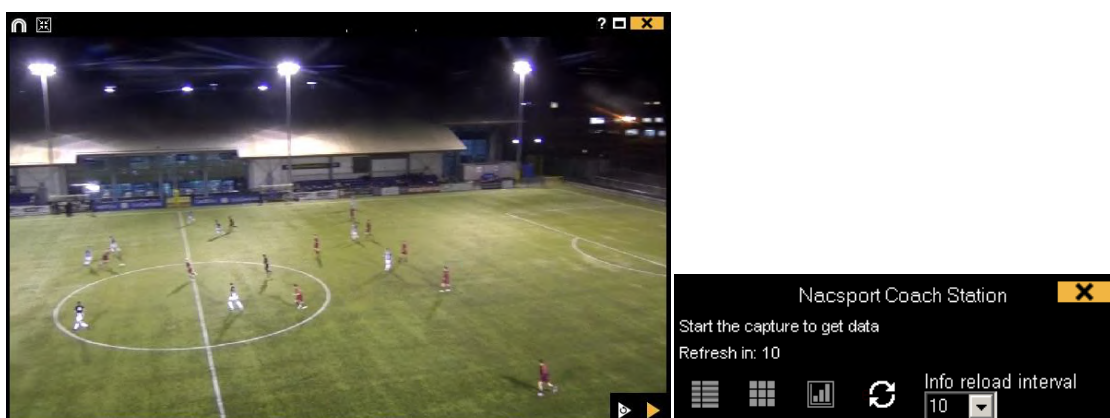 ?
Nacsport Coach Station
Start the capture to get data
Refresh in: 10
Info reload interval
10